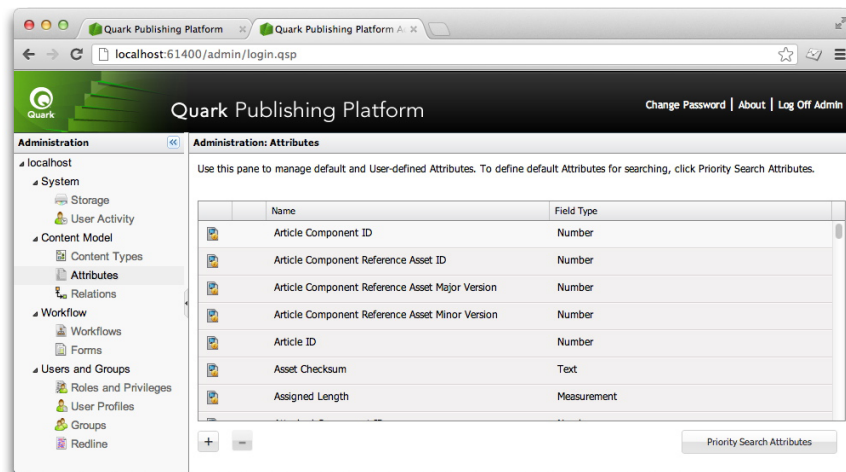 Quark Publishing Platform
Quark Publishing Platform A
localhost:61400/admin/login.qsp
Quark
Quark Publishing Platform
Change Password | About | Log Off Admin
Administration
Administration: Attributes
localhost
System
Storage
User Activity
Content Model
Content Types
Attributes
Relations
Workflow
Workflows
Forms
Users and Groups
Roles and Privileges
User Profiles
Groups
Redline
Use this pane to manage default and User-defined Attributes. To define default Attributes for searching, click Priority Search Attributes.
Name Field Type
Article Component ID Number
Article Component Reference Asset ID Number
Article Component Reference Asset Major Version Number
Article Component Reference Asset Minor Version Number
Article ID Number
Asset Checksum Text
Assigned Length Measurement
Priority Search Attributes